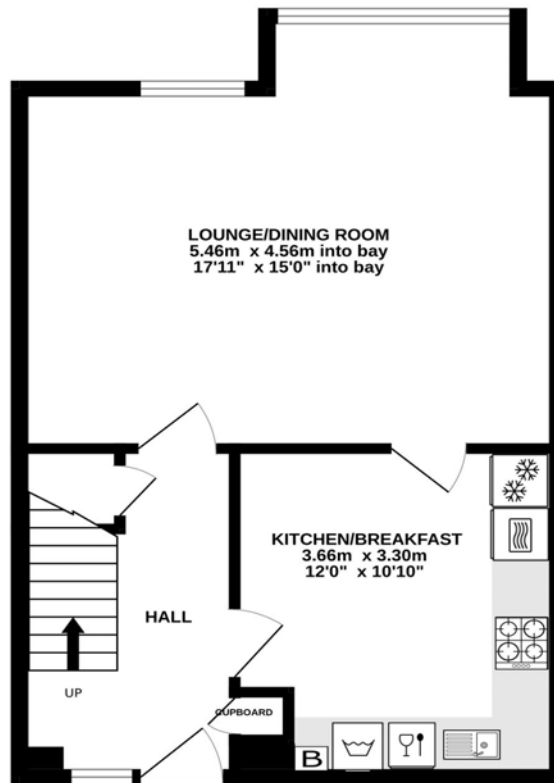 LOUNGE/DINING ROOM
5.46m x 4.56m into bay
17'11" x 15'0" into bay
KITCHEN/BREAKFAST
3.66m x 3.30m
12'0" x 10'10"
HALL
UP
CUPBOARD
B